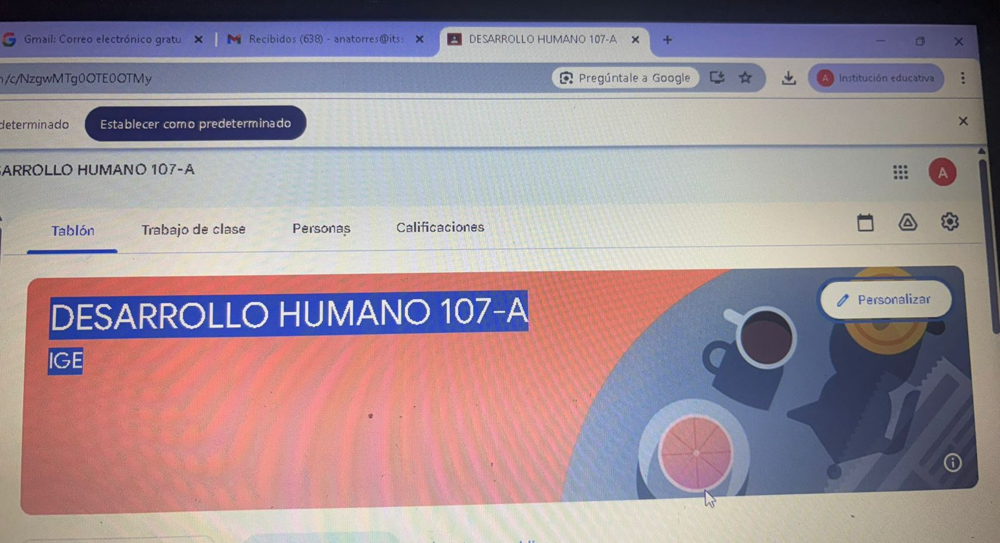 Gmail: Correo electrónico gratu
Recibidos (638) - anatorres@its
DESARROLLO HUMANO 107-A
/c/NzgwMTg0OTE0OTMy
Pregúntale a Google
Institución educativa
determinado
Establecer como predeterminado
ARROLLO HUMANO 107-A
A
Tablón
Trabajo de clase
Personas
Calificaciones
DESARROLLO HUMANO 107-A
IGE
Personalizar